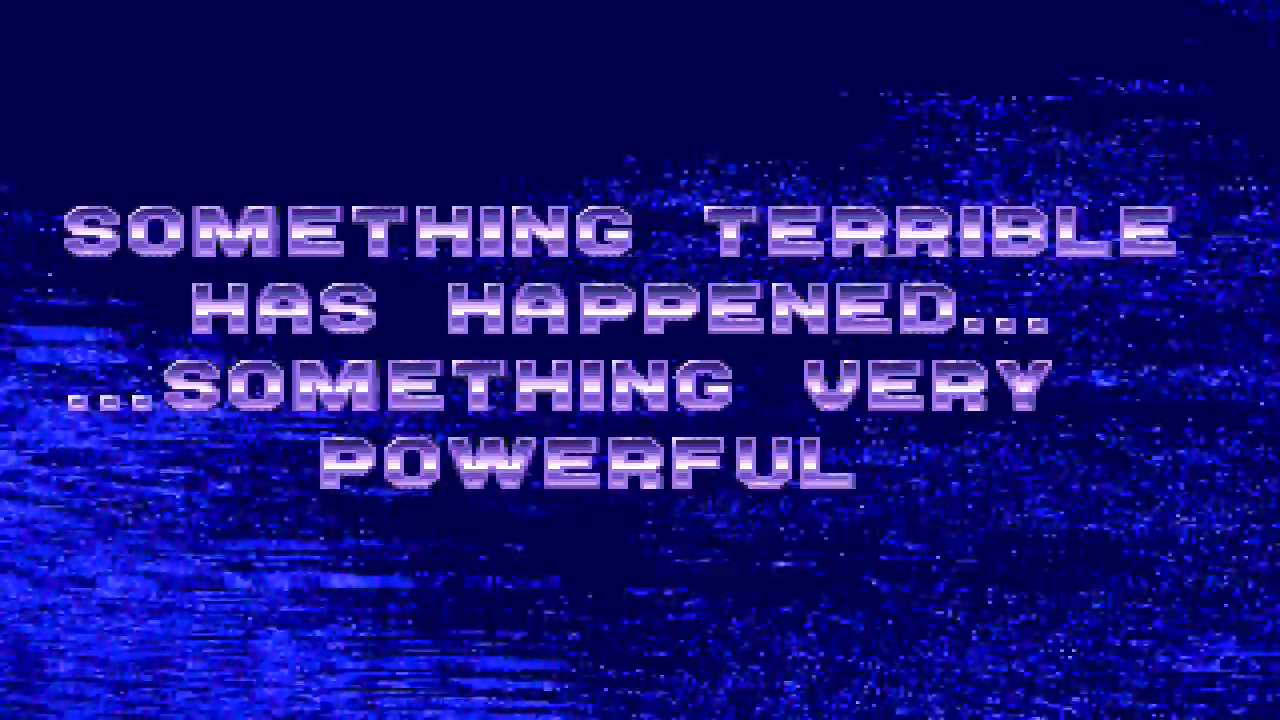 SOMETHING TERRIBLE
HAS HAPPENED...
...SOMETHING VERY
POWERFUL